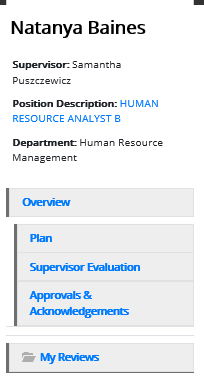 Natanya Baines
Supervisor: Samantha
Puszczewicz
Position Description: HUMAN
RESOURCE ANALYST B
Department: Human Resource
Management
Overview
Plan
Supervisor Evaluation
Approvals &
Acknowledgements
My Reviews